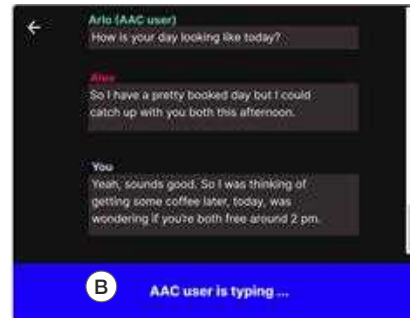 Arlo (AAC user)
How is your day looking like today?
Alex
So I have a pretty booked day but I could
catch up with you both this afternoon.
You
Yeah, sounds good. So I was thinking of
getting some coffee later, today, was
wondering if you're both free around 2 pm.
B
AAC user is typing ...